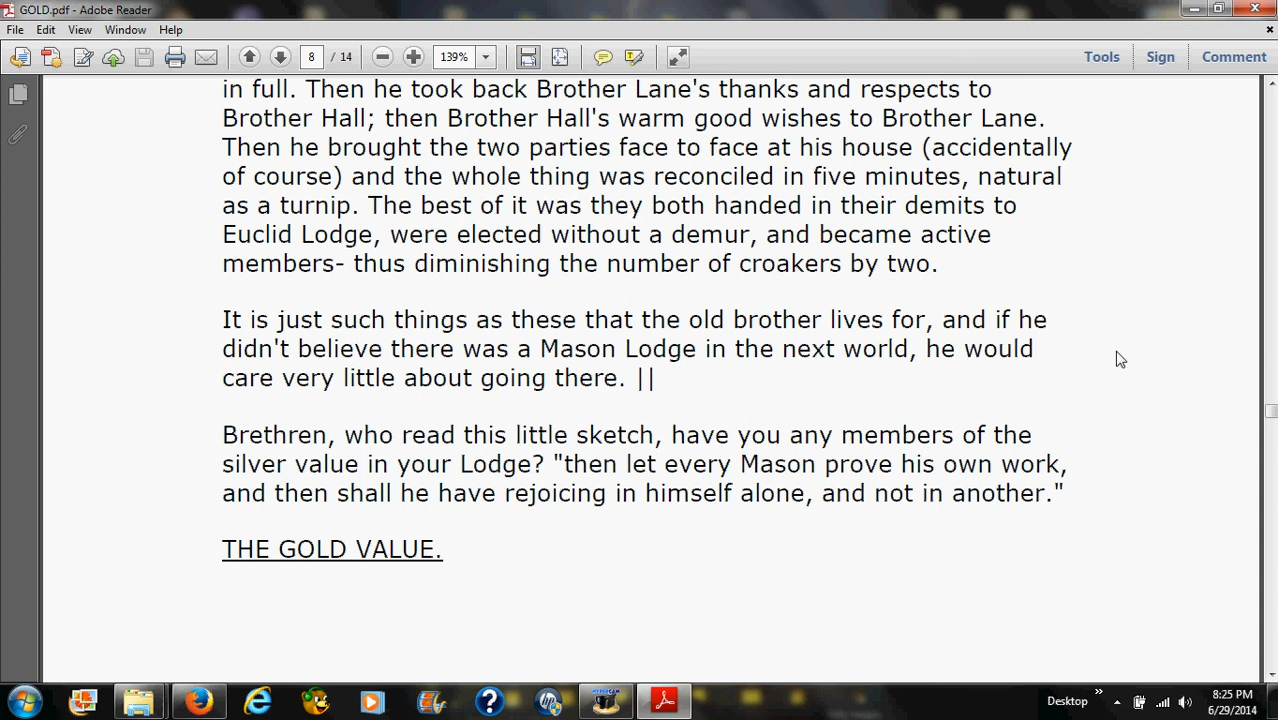 GOLD.pdf - Adobe Reader
File Edit View Window Help
8 / 14 139% Tools Sign Comment
in full. Then he took back Brother Lane's thanks and respects to
Brother Hall; then Brother Hall's warm good wishes to Brother Lane.
Then he brought the two parties face to face at his house (accidentally
of course) and the whole thing was reconciled in five minutes, natural
as a turnip. The best of it was they both handed in their demits to
Euclid Lodge, were elected without a demur, and became active
members- thus diminishing the number of croakers by two.
It is just such things as these that the old brother lives for, and if he
didn't believe there was a Mason Lodge in the next world, he would
care very little about going there. ||
Brethren, who read this little sketch, have you any members of the
silver value in your Lodge? "then let every Mason prove his own work,
and then shall he have rejoicing in himself alone, and not in another."
THE GOLD VALUE.
Desktop 8:25 PM
6/29/2014